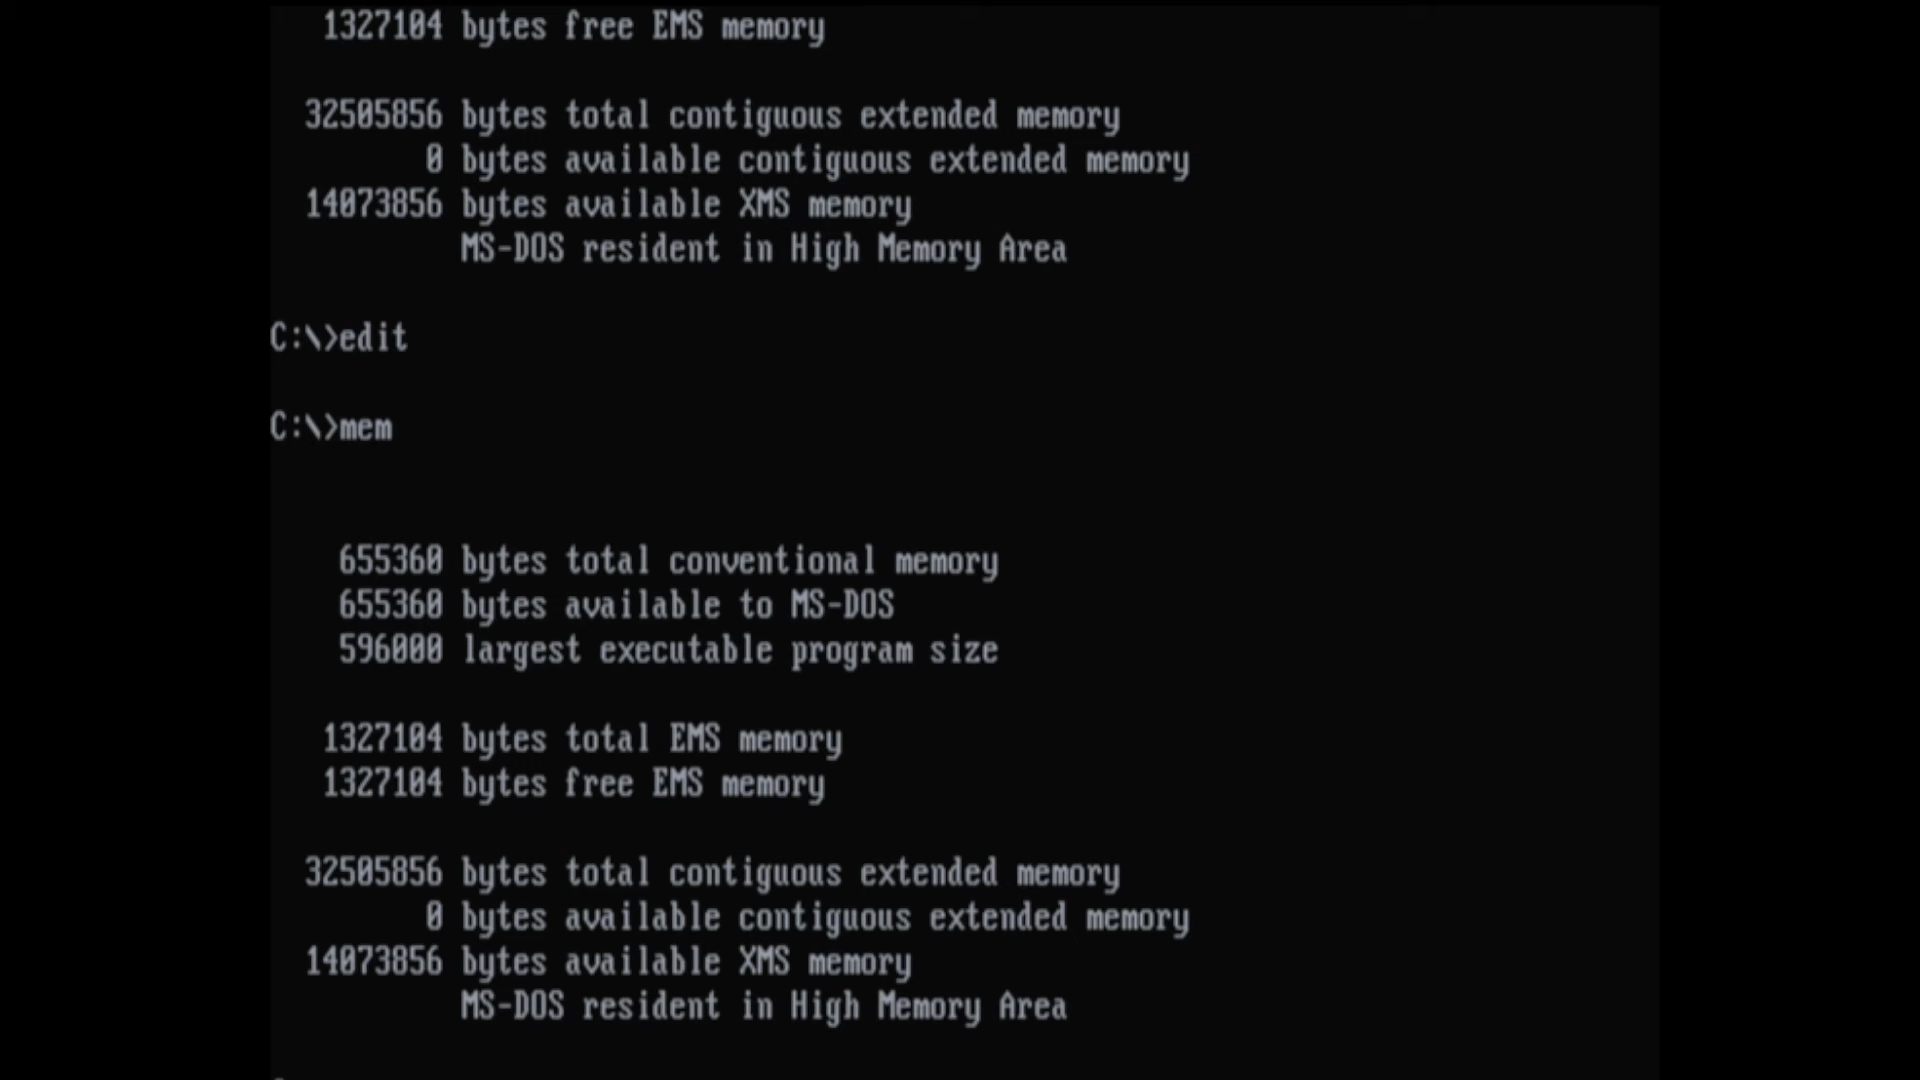 1327104 bytes free EMS memory
32505856 bytes total contiguous extended memory
0 bytes available contiguous extended memory
14073856 bytes available XMS memory
MS-DOS resident in High Memory Area
C:\>edit
C:\>mem
655360 bytes total conventional memory
655360 bytes available to MS-DOS
596000 largest executable program size
1327104 bytes total EMS memory
1327104 bytes free EMS memory
32505856 bytes total contiguous extended memory
0 bytes available contiguous extended memory
14073856 bytes available XMS memory
MS-DOS resident in High Memory Area